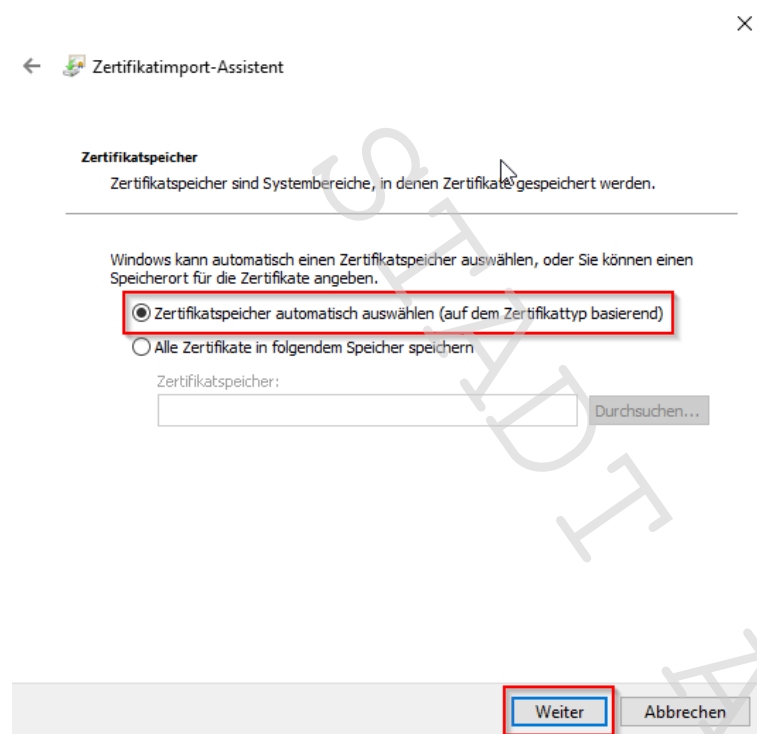 Zertifikatimport-Assistent
Zertifikatspeicher
Zertifikatspeicher sind Systembereiche, in denen Zertifikate gespeichert werden.
Windows kann automatisch einen Zertifikatspeicher auswählen, oder Sie können einen
Speicherort für die Zertifikate angeben.
Zertifikatspeicher automatisch auswählen (auf dem Zertifikattyp basierend)
Alle Zertifikate in folgendem Speicher speichern
Zertifikatspeicher:
Durchsuchen...
STADT A
Weiter Abbrechen